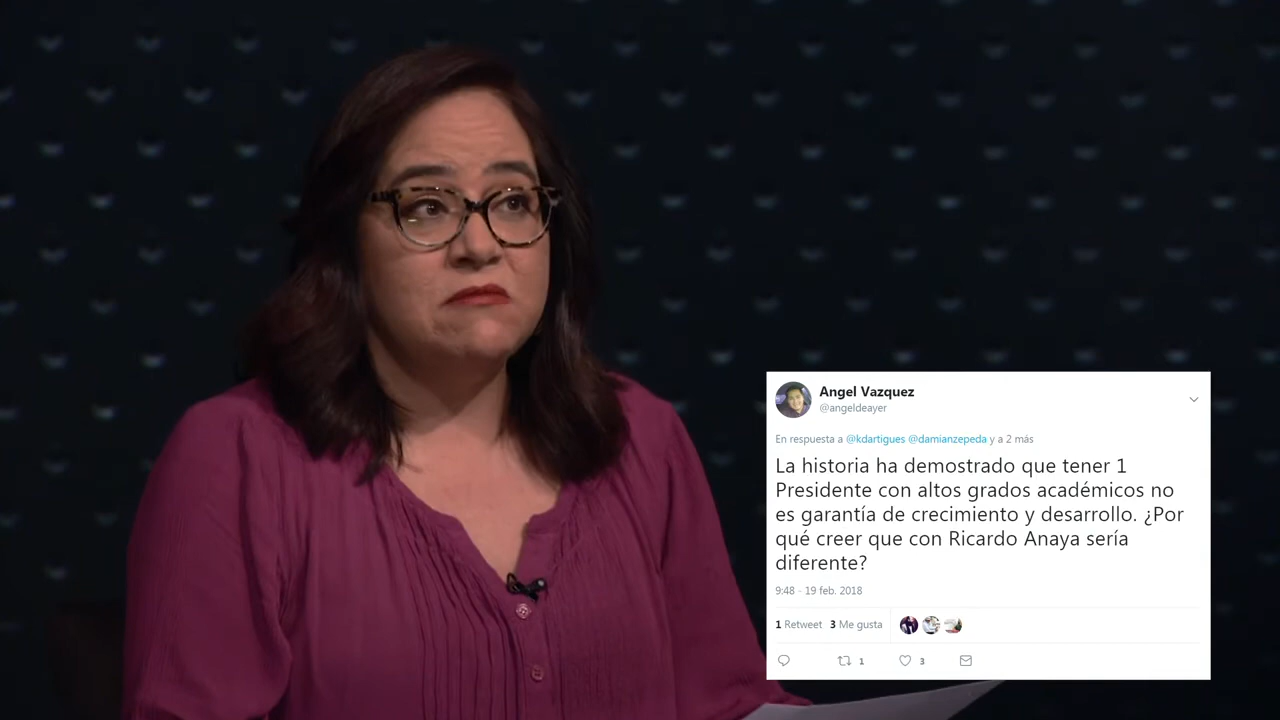 Angel Vazquez
@angeldeayer
En respuesta a @kdartigues @damianzepeda y a 2 más
La historia ha demostrado que tener 1
Presidente con altos grados académicos no
es garantía de crecimiento y desarrollo. ¿Por
qué creer que con Ricardo Anaya sería
diferente?
9:48 - 19 feb. 2018
1 Retweet 3 Me gusta
1 3